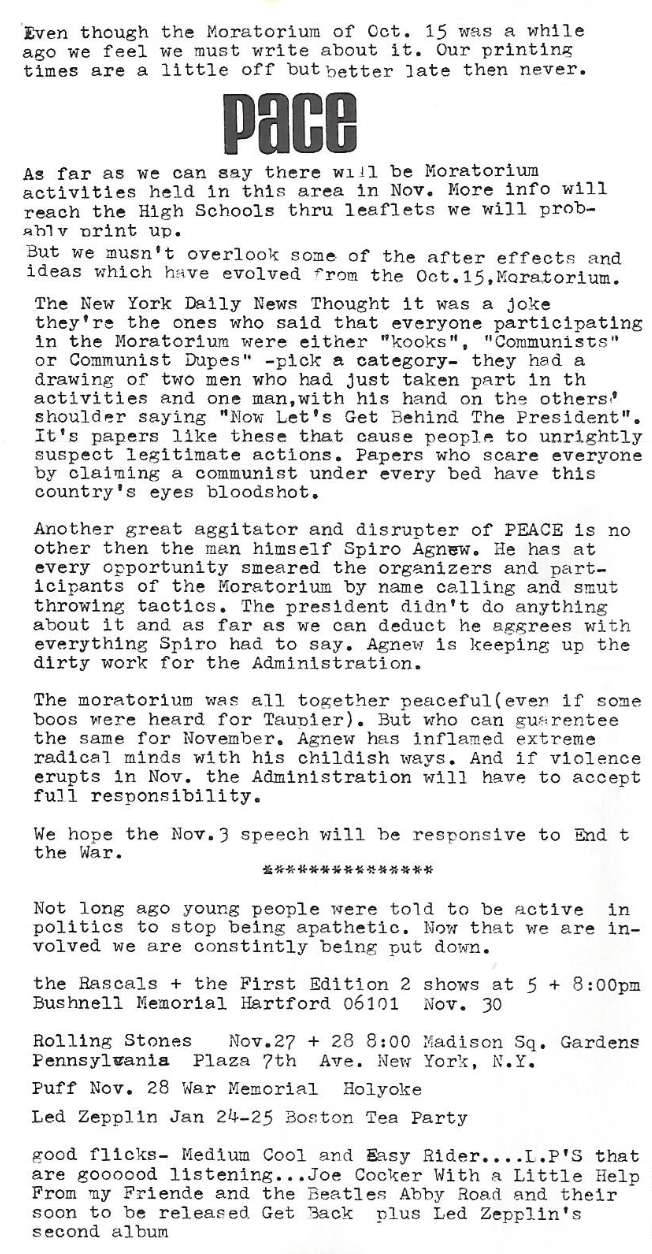 Even though the Moratorium of Oct. 15 was a while
ago we feel we must write about it. Our printing
times are a little off but better late then never.
pace
As far as we can say there will be Moratorium
activities held in this area in Nov. More info will
reach the High Schools thru leaflets we will prob-
ably print up.
But we musn't overlook some of the after effects and
ideas which have evolved from the Oct.15,Moratorium.
The New York Daily News Thought it was a joke
they're the ones who said that everyone participating
in the Moratorium were either "kooks", "Communists"
or Communist Dupes" -pick a category- they had a
drawing of two men who had just taken part in th
activities and one man,with his hand on the others'
shoulder saying "Now Let's Get Behind The President".
It's papers like these that cause people to unrightly
suspect legitimate actions. Papers who scare everyone
by claiming a communist under every bed have this
country's eyes bloodshot.
Another great aggitator and disrupter of PEACE is no
other then the man himself Spiro Agnew. He has at
every opportunity smeared the organizers and part-
icipants of the Moratorium by name calling and smut
throwing tactics. The president didn't do anything
about it and as far as we can deduct he aggrees with
everything Spiro had to say. Agnew is keeping up the
dirty work for the Administration.
The moratorium was all together peaceful(even if some
boos were heard for Taupier). But who can guarentee
the same for November. Agnew has inflamed extreme
radical minds with his childish ways. And if violence
erupts in Nov. the Administration will have to accept
full responsibility.
We hope the Nov.3 speech will be responsive to End t
the War.
***************
Not long ago young people were told to be active in
politics to stop being apathetic. Now that we are in-
volved we are constintly being put down.
the Rascals + the First Edition 2 shows at 5 + 8:00pm
Bushnell Memorial Hartford 06101 Nov. 30
Rolling Stones Nov.27 + 28 8:00 Madison Sq. Gardens
Pennsylvania Plaza 7th Ave. New York, N.Y.
Puff Nov. 28 War Memorial Holyoke
Led Zepplin Jan 24-25 Boston Tea Party
good flicks- Medium Cool and Easy Rider....L.P'S that
are goooood listening...Joe Cocker With a Little Help
From my Friende and the Beatles Abby Road and their
soon to be released Get Back plus Led Zepplin's
second album